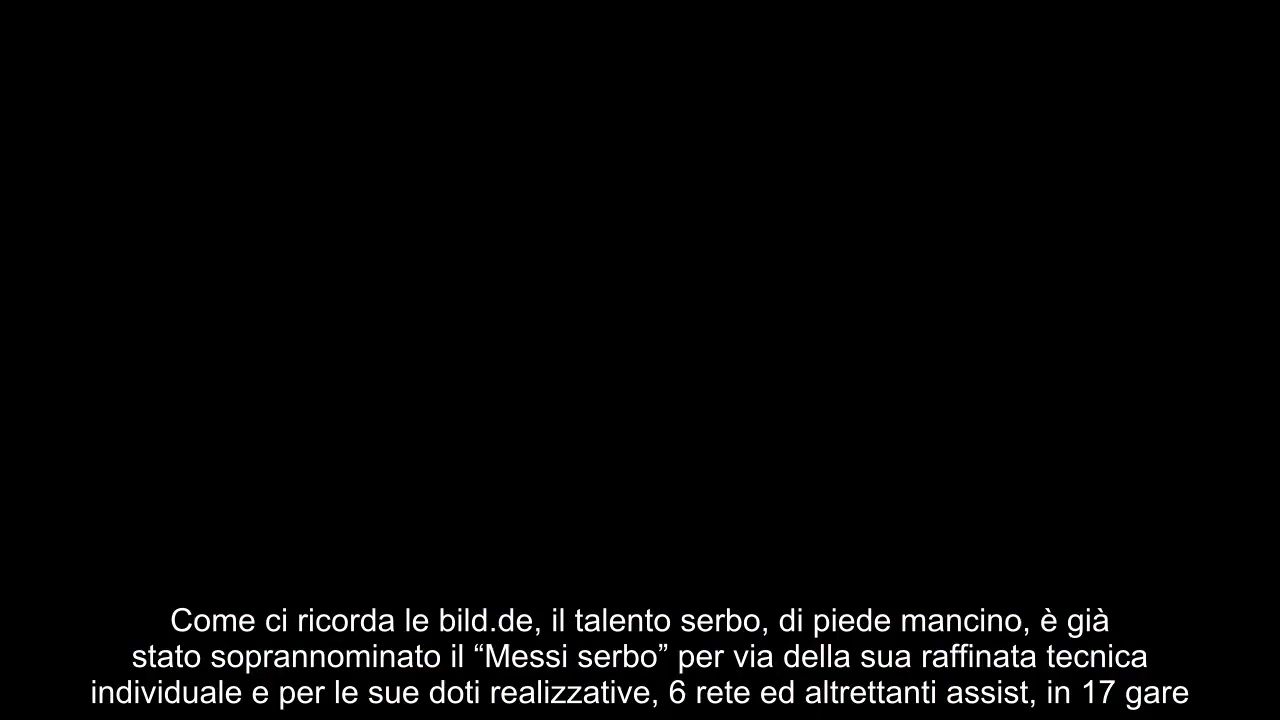 Come ci ricorda le bild.de, il talento serbo, di piede mancino, è già
stato soprannominato il “Messi serbo” per via della sua raffinata tecnica
individuale e per le sue doti realizzative, 6 rete ed altrettanti assist, in 17 gare